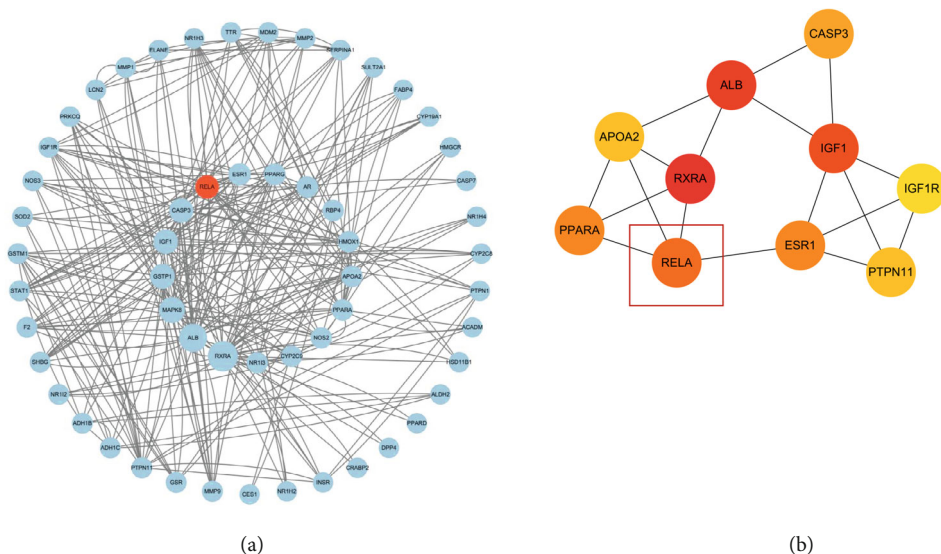 NR1H3
TTR
MDM2
MMP2
SERPINA1
SULT2A1
FABP4
CYP19A1
HMGCR
CASP7
NR1H4
CYP2C8
PTPN1
ACADM
HSD11B1
ALDH2
PPARD
DPP4
CRABP2
INSR
NR1H2
CES1
MMP9
GSR
PTPN11
ADH1C
ADH1B
NR1I2
SHBG
F2
STAT1
GSTM1
SOD2
NOS3
IGF1R
PRKCQ
LCN2
MMP1
ELANE
RELA
ESR1
PPARG
AR
RBP4
HMOX1
APOA2
PPARA
NOS2
NR1I3
RXRA
ALB
MAPK8
GSTP1
IGF1
CASP3
CASP3
ALB
APOA2
IGF1
RXRA
IGF1R
PPARA
RELA
ESR1
PTPN11
(a)
(b)